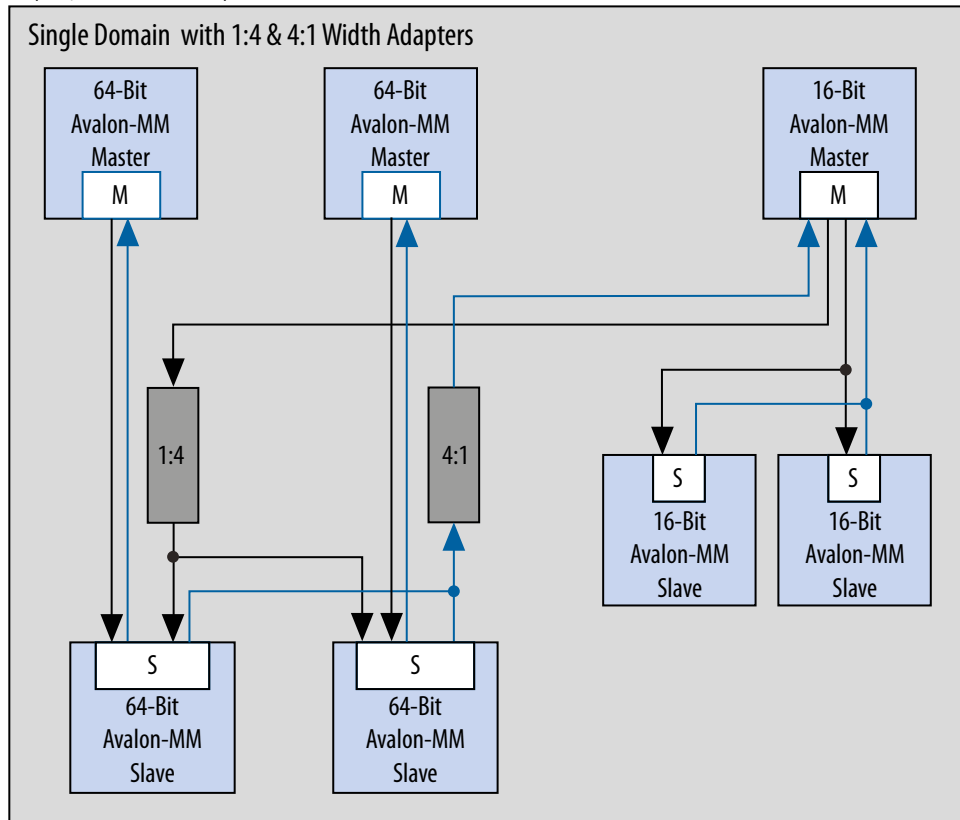 Single Domain with 1:4 & 4:1 Width Adapters
64-Bit
Avalon-MM
Master
M
64-Bit
Avalon-MM
Master
M
16-Bit
Avalon-MM
Master
M
1:4
4:1
S
16-Bit
Avalon-MM
Slave
S
16-Bit
Avalon-MM
Slave
S
64-Bit
Avalon-MM
Slave
S
64-Bit
Avalon-MM
Slave